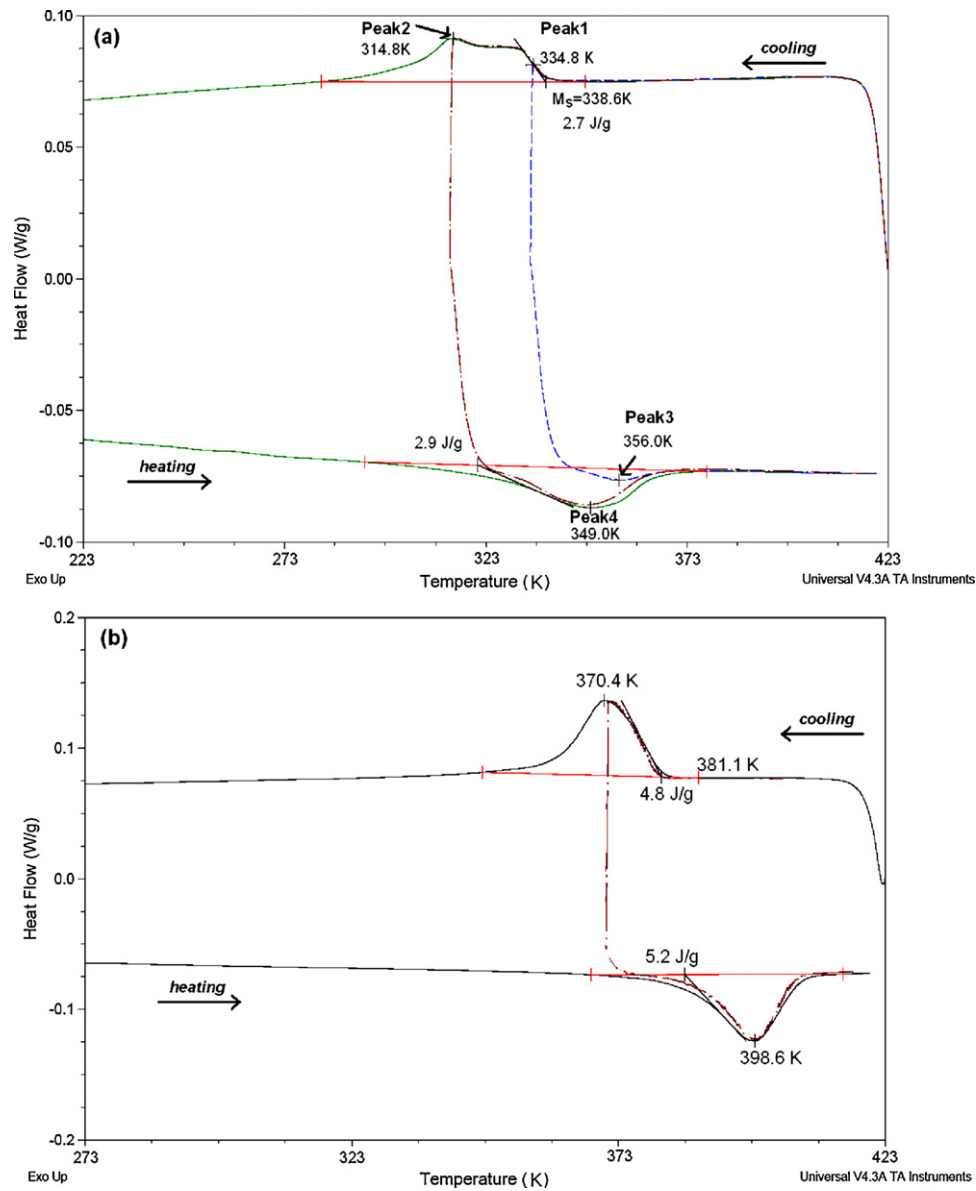 (a)
Peak2
314.8K
Peak1
334.8 K
cooling
Ms=338.6K
2.7 J/g
2.9 J/g
Peak3
356.0K
heating
Peak4
349.0K
Heat Flow (W/g)
0.10
0.05
0.00
-0.05
-0.10
223
273
323
373
423
Exo Up
Temperature (K)
Universal V4.3A TA Instruments
(b)
370.4 K
cooling
381.1 K
4.8 J/g
5.2 J/g
heating
398.6 K
Heat Flow (W/g)
0.2
0.1
0.0
-0.1
-0.2
273
323
373
423
Exo Up
Temperature (K)
Universal V4.3A TA Instruments